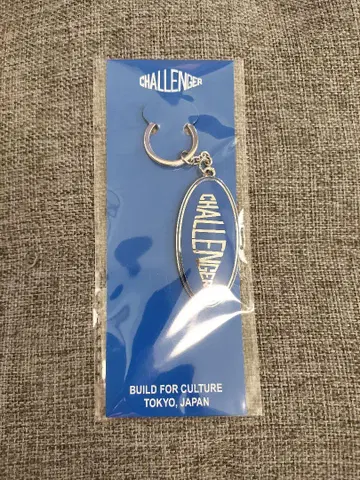 CHALLENGER
CHALLENGER
BUILD FOR CULTURE
TOKYO, JAPAN